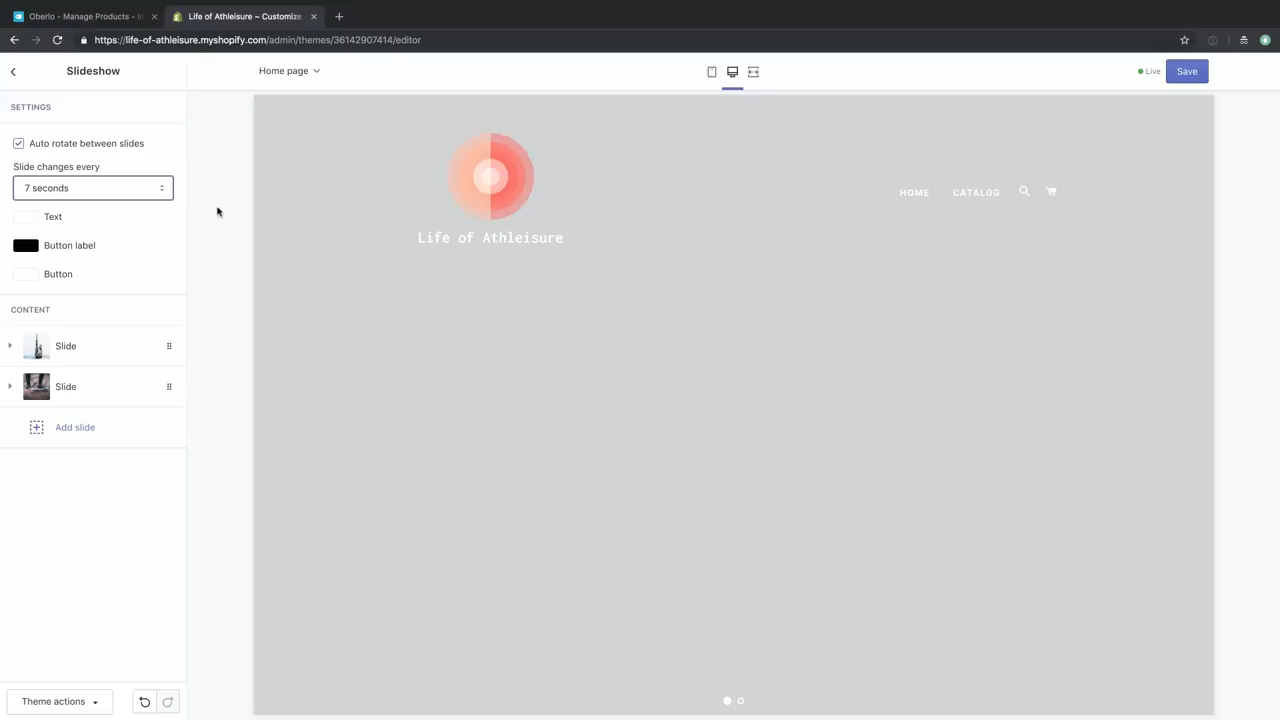 Oberlo - Manage Products - In
Life of Athleisure ~ Customize
https://life-of-athleisure.myshopify.com/admin/themes/36142907414/editor
Slideshow
Home page
Live
Save
SETTINGS
Auto rotate between slides
Slide changes every
7 seconds
Text
Button label
Button
CONTENT
Slide
Slide
Add slide
Theme actions
Life of Athleisure
HOME
CATALOG